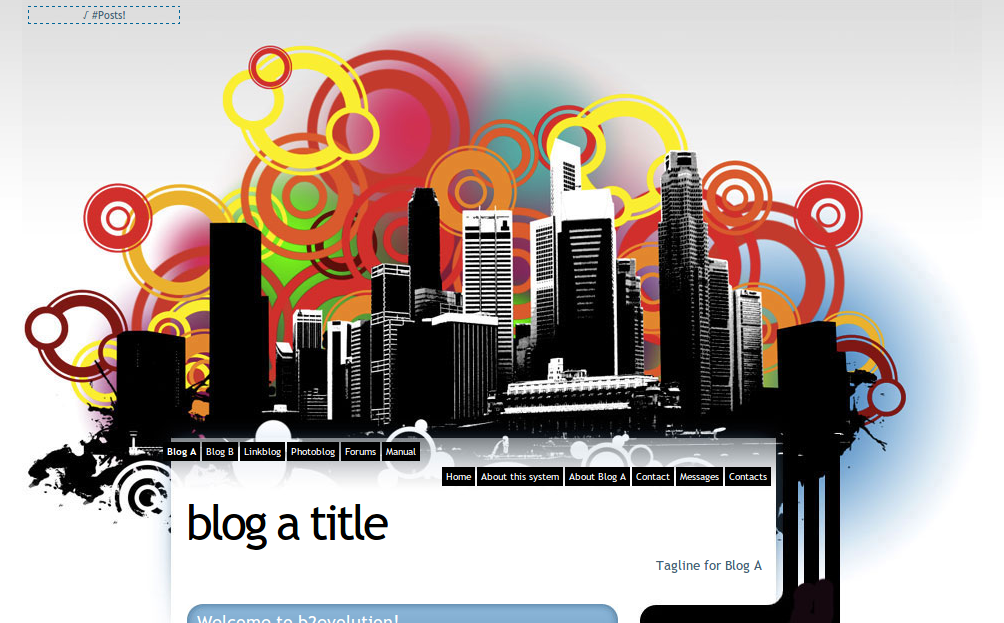 #Posts!
Blog A Blog B Linkblog Photoblog Forums Manual
Home About this system About Blog A Contact Messages Contacts
blog a title
Tagline for Blog A
Welcome to b2evolution!